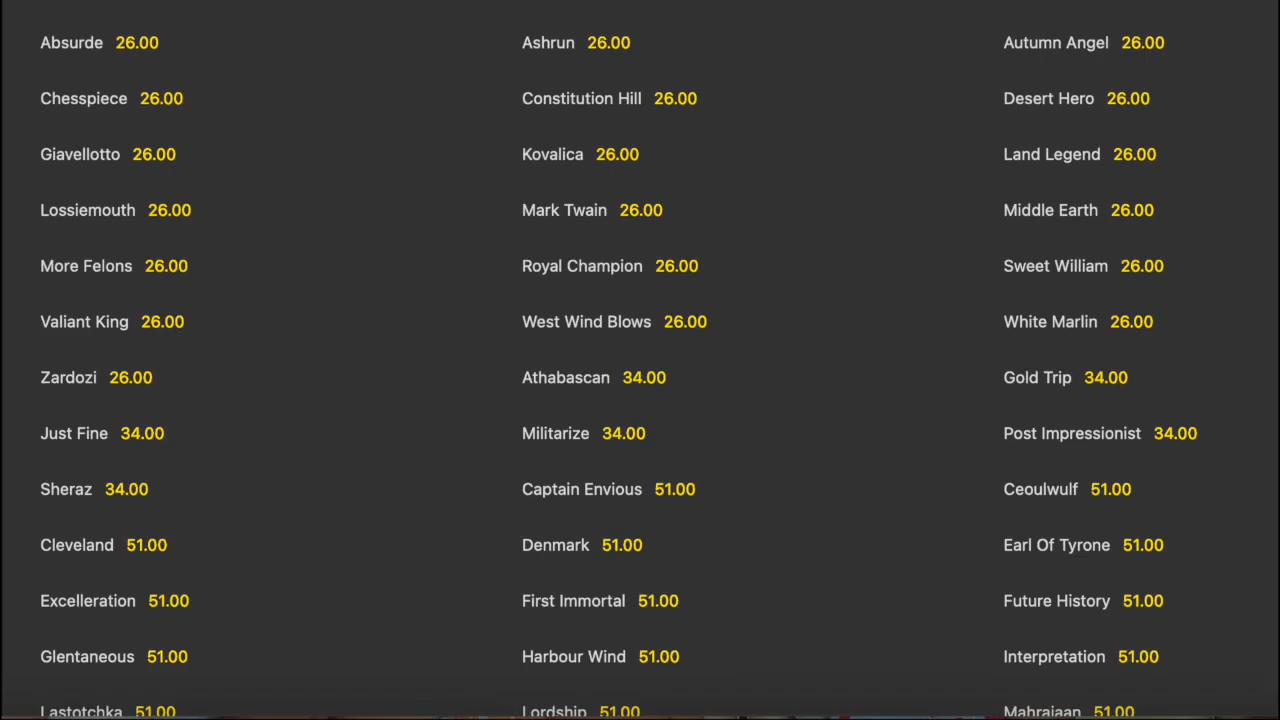 Absurde 26.00 Ashrun 26.00 Autumn Angel 26.00
Chesspiece 26.00 Constitution Hill 26.00 Desert Hero 26.00
Giavellotto 26.00 Kovalica 26.00 Land Legend 26.00
Lossiemouth 26.00 Mark Twain 26.00 Middle Earth 26.00
More Felons 26.00 Royal Champion 26.00 Sweet William 26.00
Valiant King 26.00 West Wind Blows 26.00 White Marlin 26.00
Zardozi 26.00 Athabascan 34.00 Gold Trip 34.00
Just Fine 34.00 Militarize 34.00 Post Impressionist 34.00
Sheraz 34.00 Captain Envious 51.00 Ceoulwulf 51.00
Cleveland 51.00 Denmark 51.00 Earl Of Tyrone 51.00
Excelleration 51.00 First Immortal 51.00 Future History 51.00
Glentaneous 51.00 Harbour Wind 51.00 Interpretation 51.00
Lastotchka 51.00 Lordship 51.00 Mahrajaan 51.00